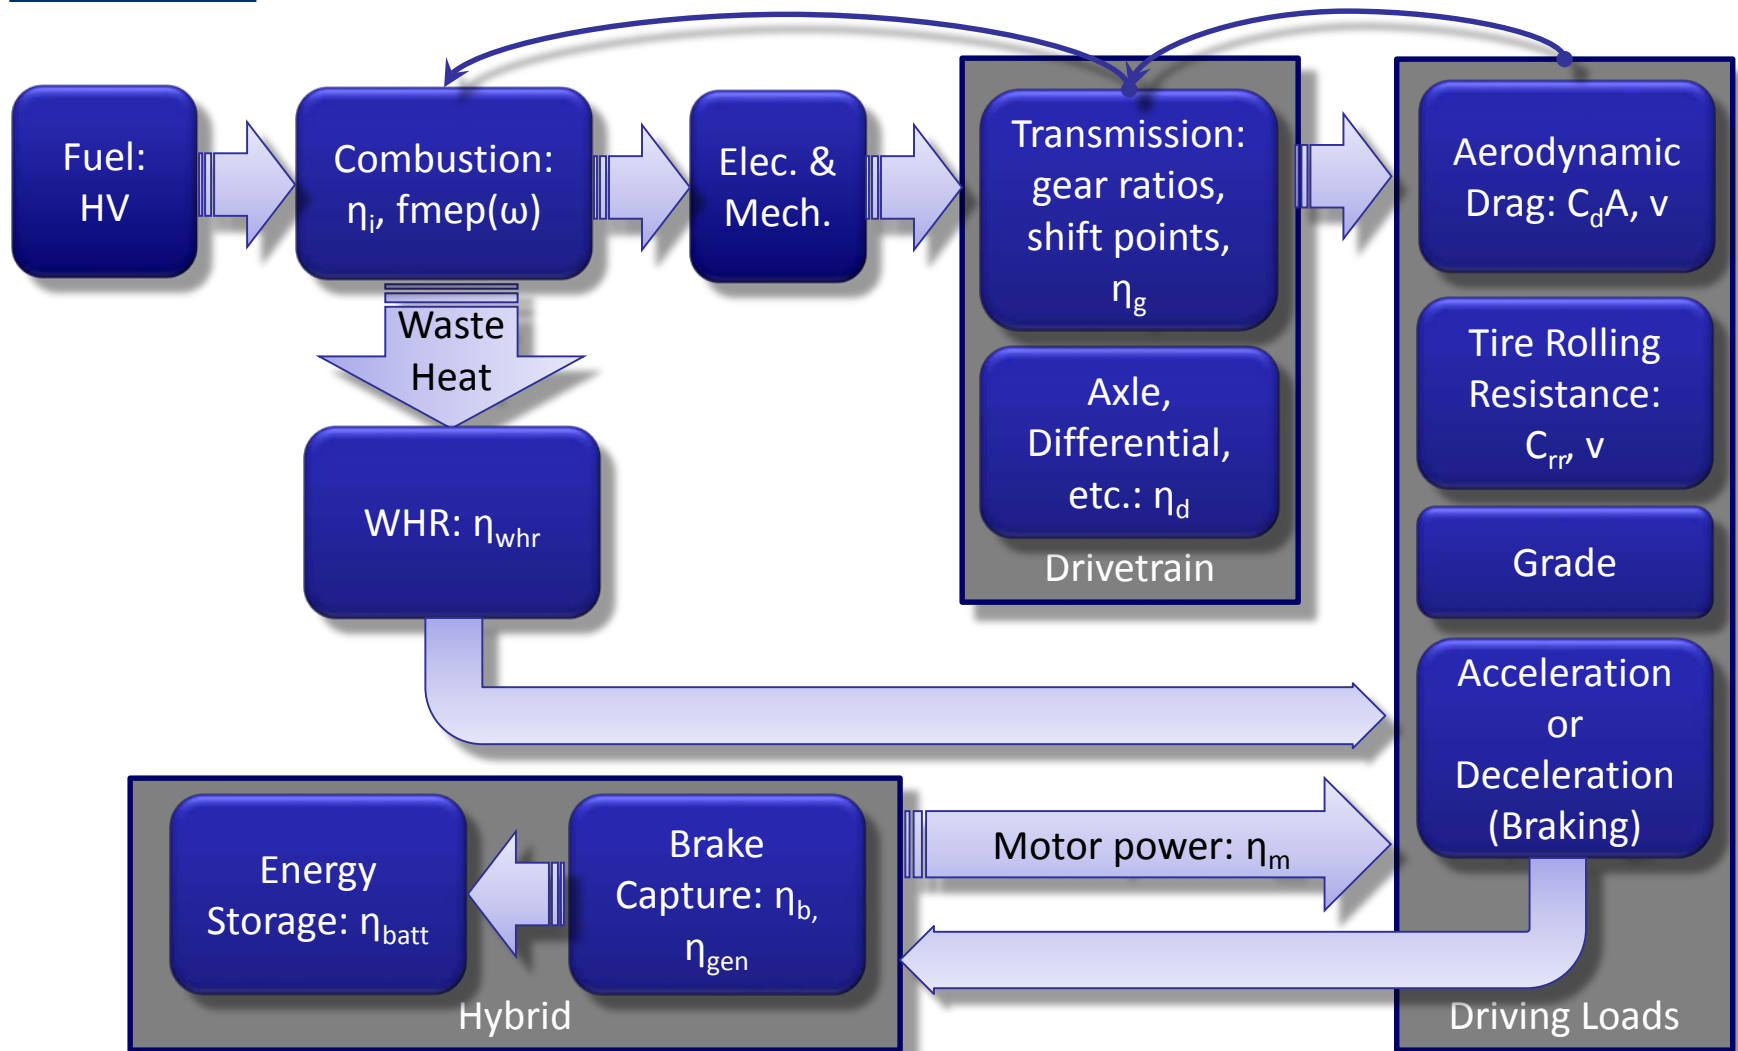 Fuel:
HV
Combustion:
ηi, fmep(ω)
Elec. &
Mech.
Transmission:
gear ratios,
shift points,
ηg
Axle,
Differential,
etc.: ηd
Drivetrain
Aerodynamic
Drag: CdA, v
Tire Rolling
Resistance:
Crr, v
Grade
Acceleration
or
Deceleration
(Braking)
Driving Loads
Waste
Heat
WHR: ηwhr
Motor power: ηm
Energy
Storage: ηbatt
Brake
Capture: ηb,
ηgen
Hybrid